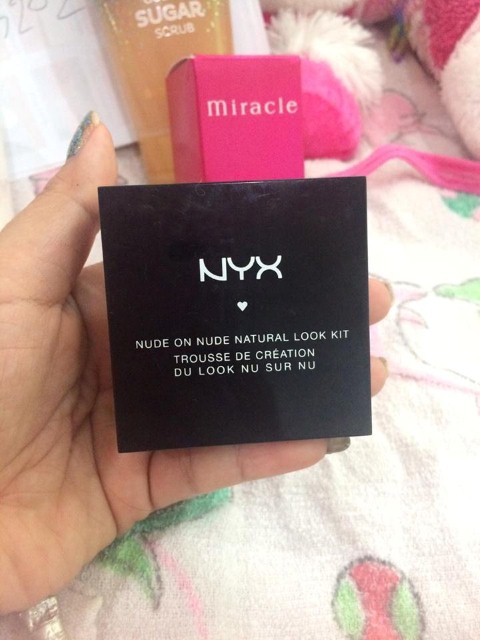 SUGAR
SCRUB
miracle
NYX
NUDE ON NUDE NATURAL LOOK KIT
TROUSSE DE CRÉATION
DU LOOK NU SUR NU